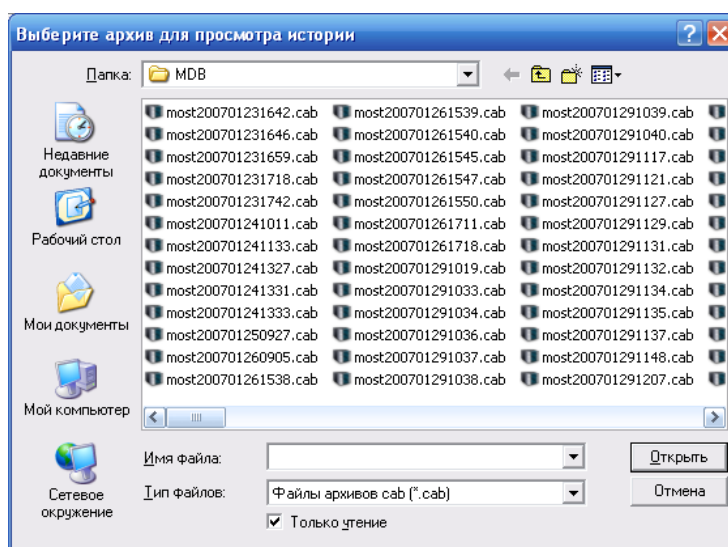 Выберите архив для просмотра истории
Папка: MDB
Недавние документы
Рабочий стол
Мои документы
Мой компьютер
Сетевое окружение
most200701231642.cab most200701261539.cab most200701291039.cab
most200701231646.cab most200701261540.cab most200701291040.cab
most200701231659.cab most200701261545.cab most200701291117.cab
most200701231718.cab most200701261547.cab most200701291121.cab
most200701231742.cab most200701261550.cab most200701291127.cab
most200701241011.cab most200701261711.cab most200701291129.cab
most200701241133.cab most200701261718.cab most200701291131.cab
most200701241327.cab most200701291019.cab most200701291132.cab
most200701241331.cab most200701291033.cab most200701291134.cab
most200701241333.cab most200701291034.cab most200701291135.cab
most200701250927.cab most200701291036.cab most200701291137.cab
most200701260905.cab most200701291037.cab most200701291148.cab
most200701261538.cab most200701291038.cab most200701291207.cab
Имя файла: Открыть
Тип файлов: Файлы архивов cab (*.cab) Отмена
Только чтение